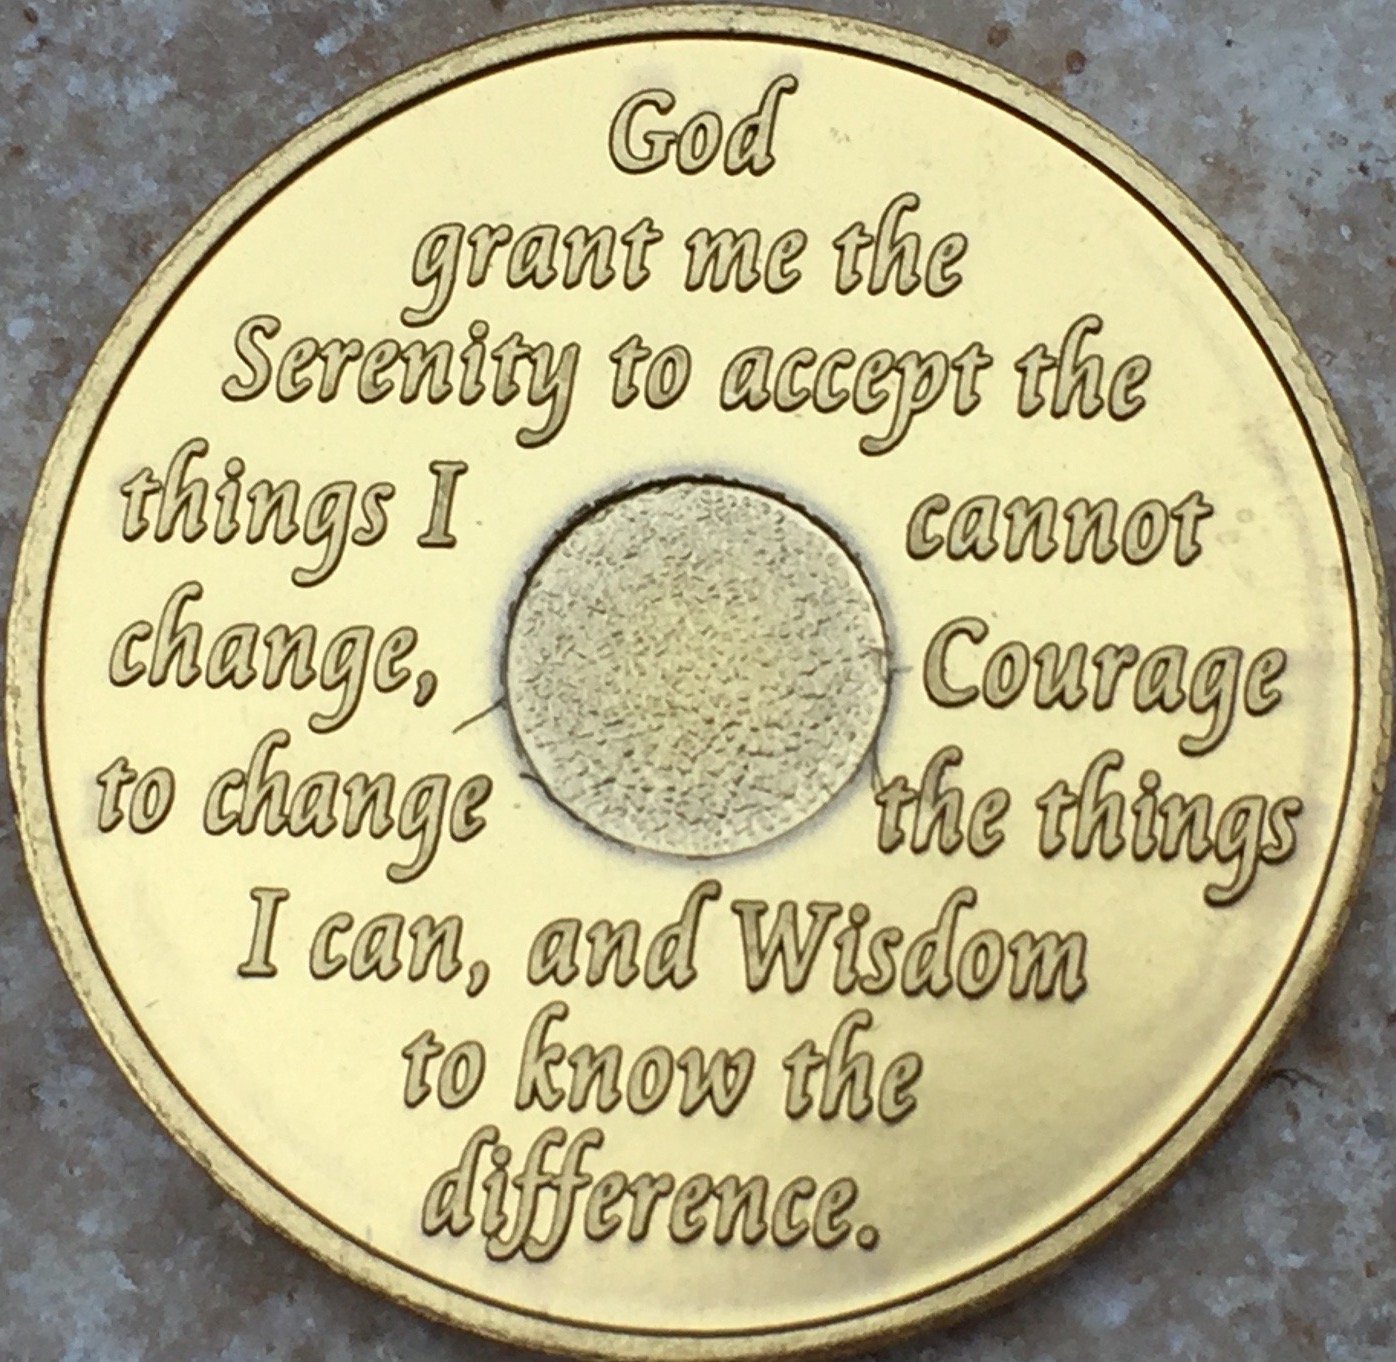 God
grant me the
Serenity to accept the
things I cannot
change, Courage
to change the things
I can, and Wisdom
to know the
difference.